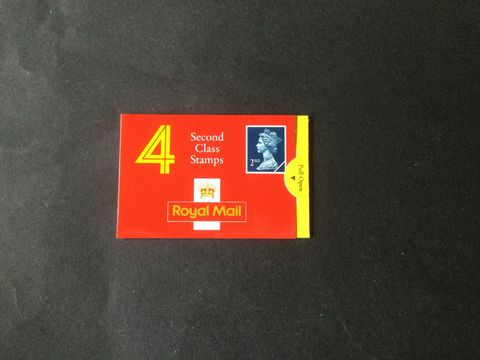 4
Second
Class
Stamps
2ND
Pull Open
Royal Mail